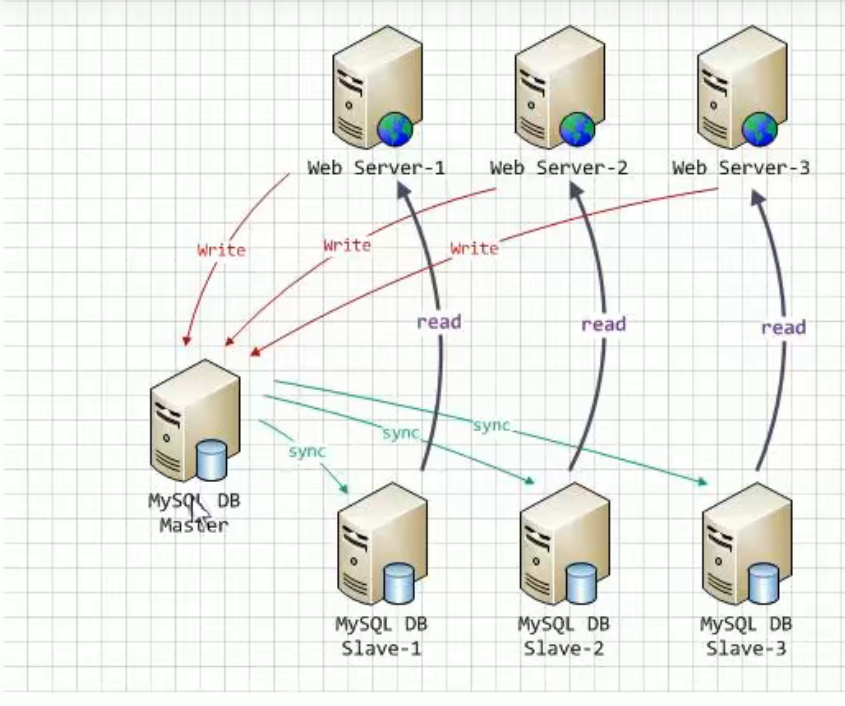 Web Server-1
Web Server-2
Web Server-3
Write
Write
Write
read
read
read
sync
sync
sync
MySQL DB
Master
MySQL DB
Slave-1
MySQL DB
Slave-2
MySQL DB
Slave-3